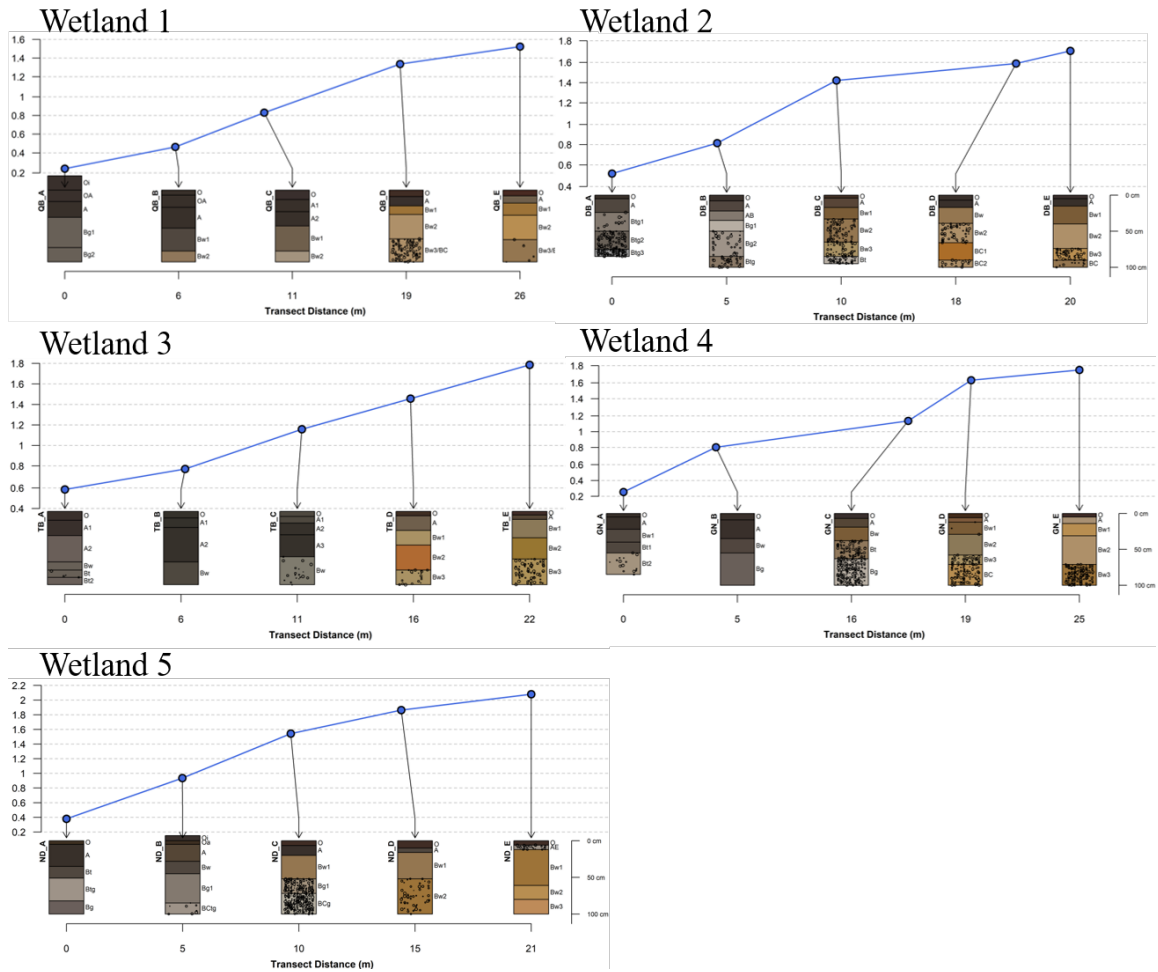 Wetland 1
1.6
1.4
1.2
1
0.8
0.6
0.4
0.2
QB_A
Oi
OA
A
Bg1
Bg2
QB_B
O
OA
A
Bw1
Bw2
QB_C
O
A1
A2
Bw1
Bw2
QB_D
O
A
Bw1
Bw2
Bw3/BC
QB_E
O
A
Bw1
Bw2
Bw3/E
0
6
11
19
26
Transect Distance (m)
Wetland 2
1.8
1.6
1.4
1.2
1
0.8
0.6
0.4
DB_A
O
A
Btg1
Btg2
Btg3
DB_B
O
A
AB
Bg1
Bg2
Btg
DB_C
O
A
Bw1
Bw2
Bw3
Bt
DB_D
O
A
Bw
Bw2
BC1
BC2
DB_E
O
A
Bw1
Bw2
Bw3
BC
0 cm
50 cm
100 cm
0
5
10
18
20
Transect Distance (m)
Wetland 3
1.8
1.6
1.4
1.2
1
0.8
0.6
0.4
TB_A
O
A1
A2
Bw
Bt
Bt2
TB_B
O
A1
A2
Bw
TB_C
O
A1
A2
A3
Bw
TB_D
O
A
Bw1
Bw2
Bw3
TB_E
O
A
Bw1
Bw2
Bw3
0
6
11
16
22
Transect Distance (m)
Wetland 4
1.8
1.6
1.4
1.2
1
0.8
0.6
0.4
0.2
GN_A
O
A
Bw1
Bt1
Bt2
GN_B
O
A
Bw
Bg
GN_C
O
A
Bw
Bt
Bg
GN_D
O
A
Bw1
Bw2
Bw3
BC
GN_E
O
A
Bw1
Bw2
Bw3
0 cm
50 cm
100 cm
0
5
16
19
25
Transect Distance (m)
Wetland 5
2.2
2
1.8
1.6
1.4
1.2
1
0.8
0.6
0.4
0.2
ND_A
O
A
Bt
Btg
Bg
ND_B
Oi
Oa
A
Bw
Bg1
BCtg
ND_C
O
A
Bw1
Bg1
BCg
ND_D
O
A
Bw1
Bw2
ND_E
O
AE
Bw1
Bw2
Bw3
0 cm
50 cm
100 cm
0
5
10
15
21
Transect Distance (m)